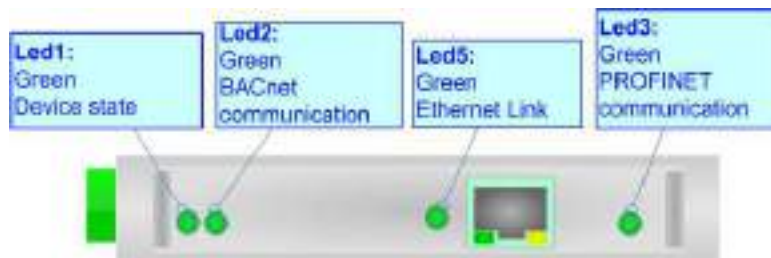 Led1:
Green
Device state
Led2:
Green
BACnet
communication
Led5:
Green
Ethernet Link
Led3:
Green
PROFINET
communication